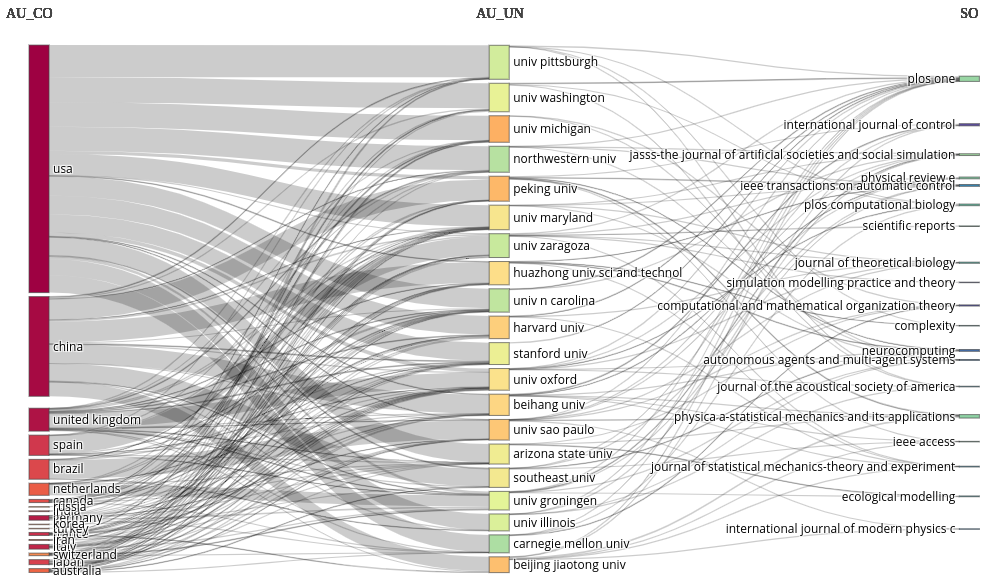 AU_CO
AU_UN
SO
usa
china
united kingdom
spain
brazil
netherlands
canada
russia
india
germany
korea
turkey
france
iran
italy
switzerland
japan
australia
univ pittsburgh
univ washington
univ michigan
northwestern univ
peking univ
univ maryland
univ zaragoza
huazhong univ sci and technol
univ n carolina
harvard univ
stanford univ
univ oxford
beihang univ
univ sao paulo
arizona state univ
southeast univ
univ groningen
univ illinois
carnegie mellon univ
beijing jiaotong univ
plos one
international journal of control
jasss-the journal of artificial societies and social simulation
physical review e
ieee transactions on automatic control
plos computational biology
scientific reports
journal of theoretical biology
simulation modelling practice and theory
computational and mathematical organization theory
complexity
neurocomputing
autonomous agents and multi-agent systems
journal of the acoustical society of america
physica a-statistical mechanics and its applications
ieee access
journal of statistical mechanics-theory and experiment
ecological modelling
international journal of modern physics c